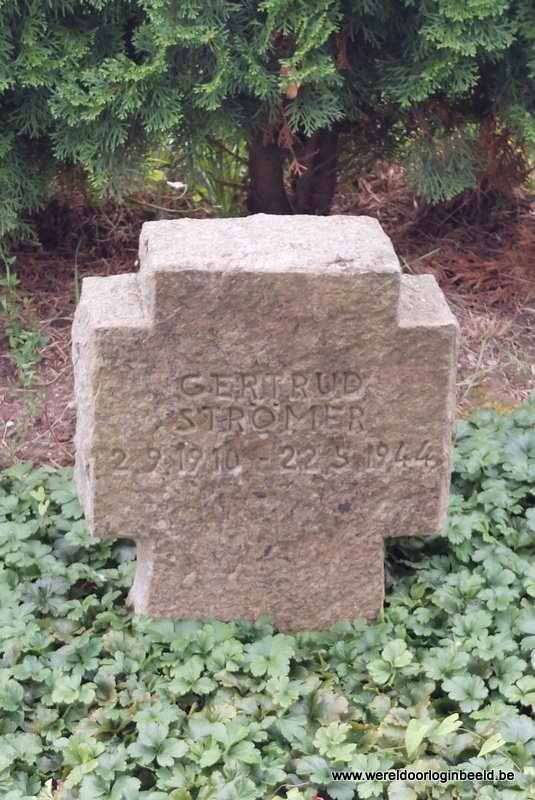 GERTRUD
STRÖMER
2.9.1910 - 22.5.1944
www.wereldoorloginbeeld.be